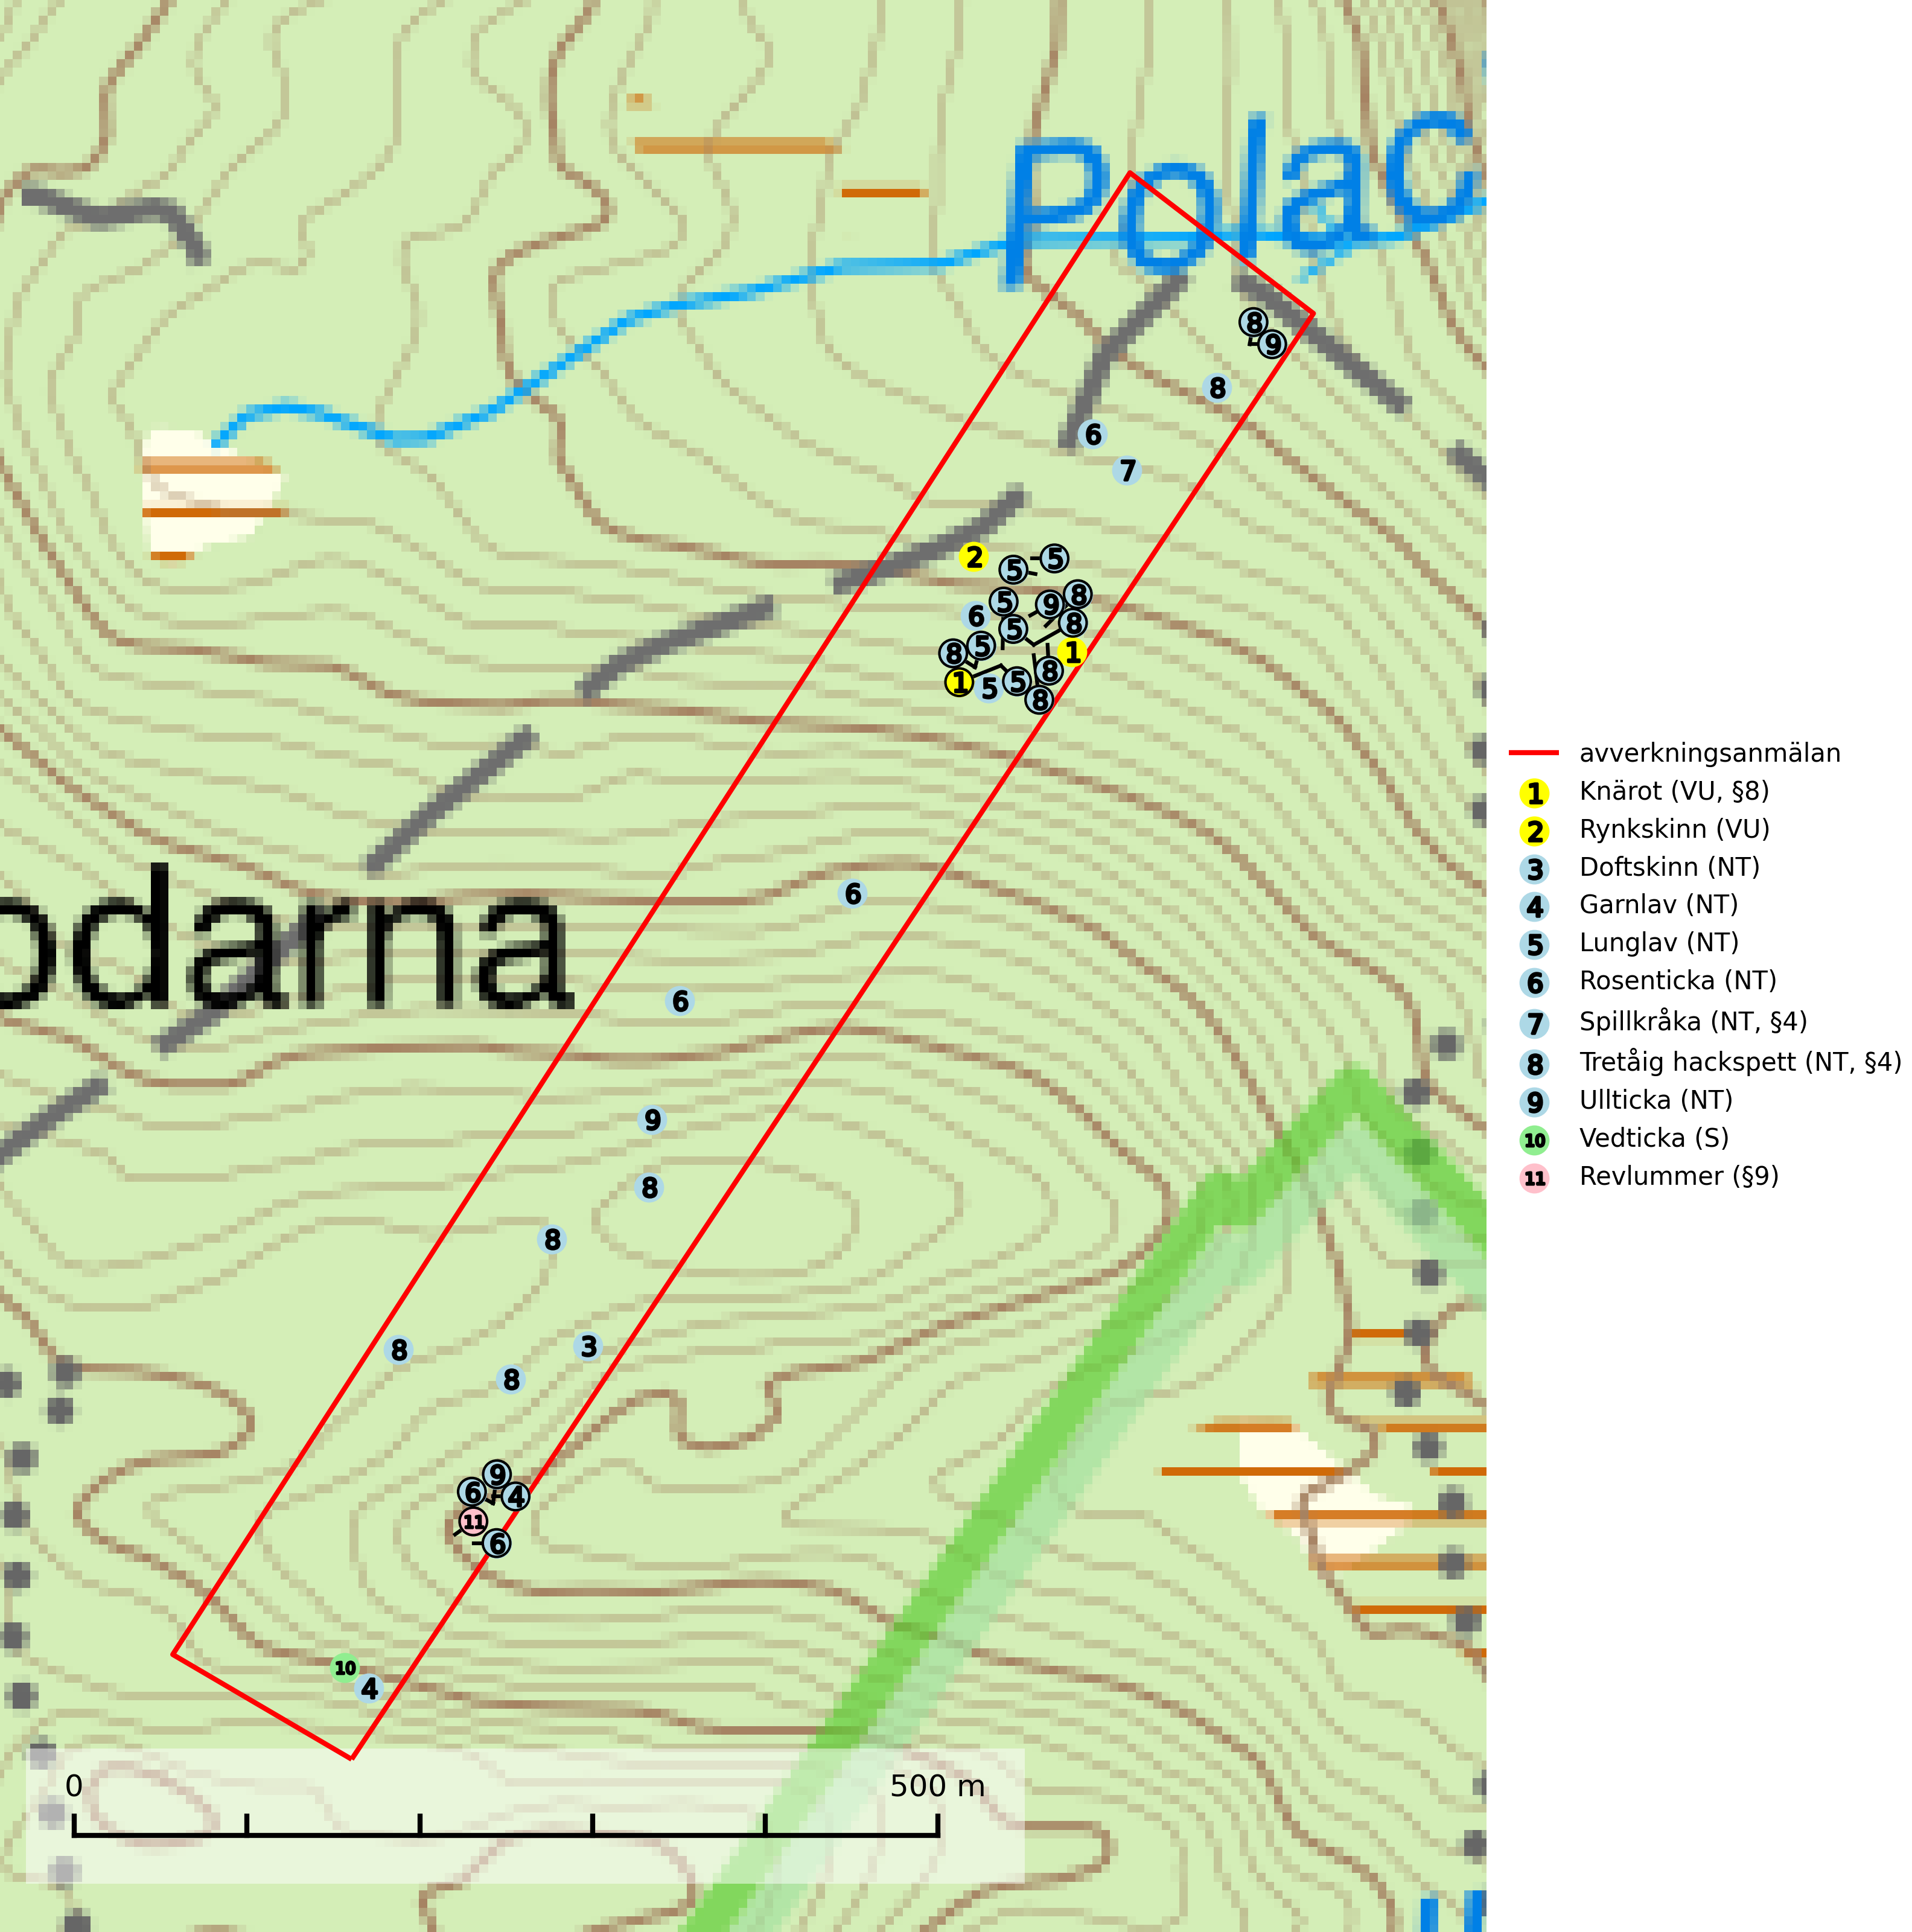 Polac
odarna
avverkningsanmälan
1 Knärot (VU, §8)
2 Rynkskinn (VU)
3 Doftskinn (NT)
4 Garnlav (NT)
5 Lunglav (NT)
6 Rosenticka (NT)
7 Spillkråka (NT, §4)
8 Tretåig hackspett (NT, §4)
9 Ullticka (NT)
10 Vedticka (S)
11 Revlummer (§9)
8
9
8
6
7
2
5
5
5
9
8
6
5
8
8
5
1
1
5
5
8
8
6
6
9
8
8
8
3
8
9
6
4
11
6
10
4
0 500 m